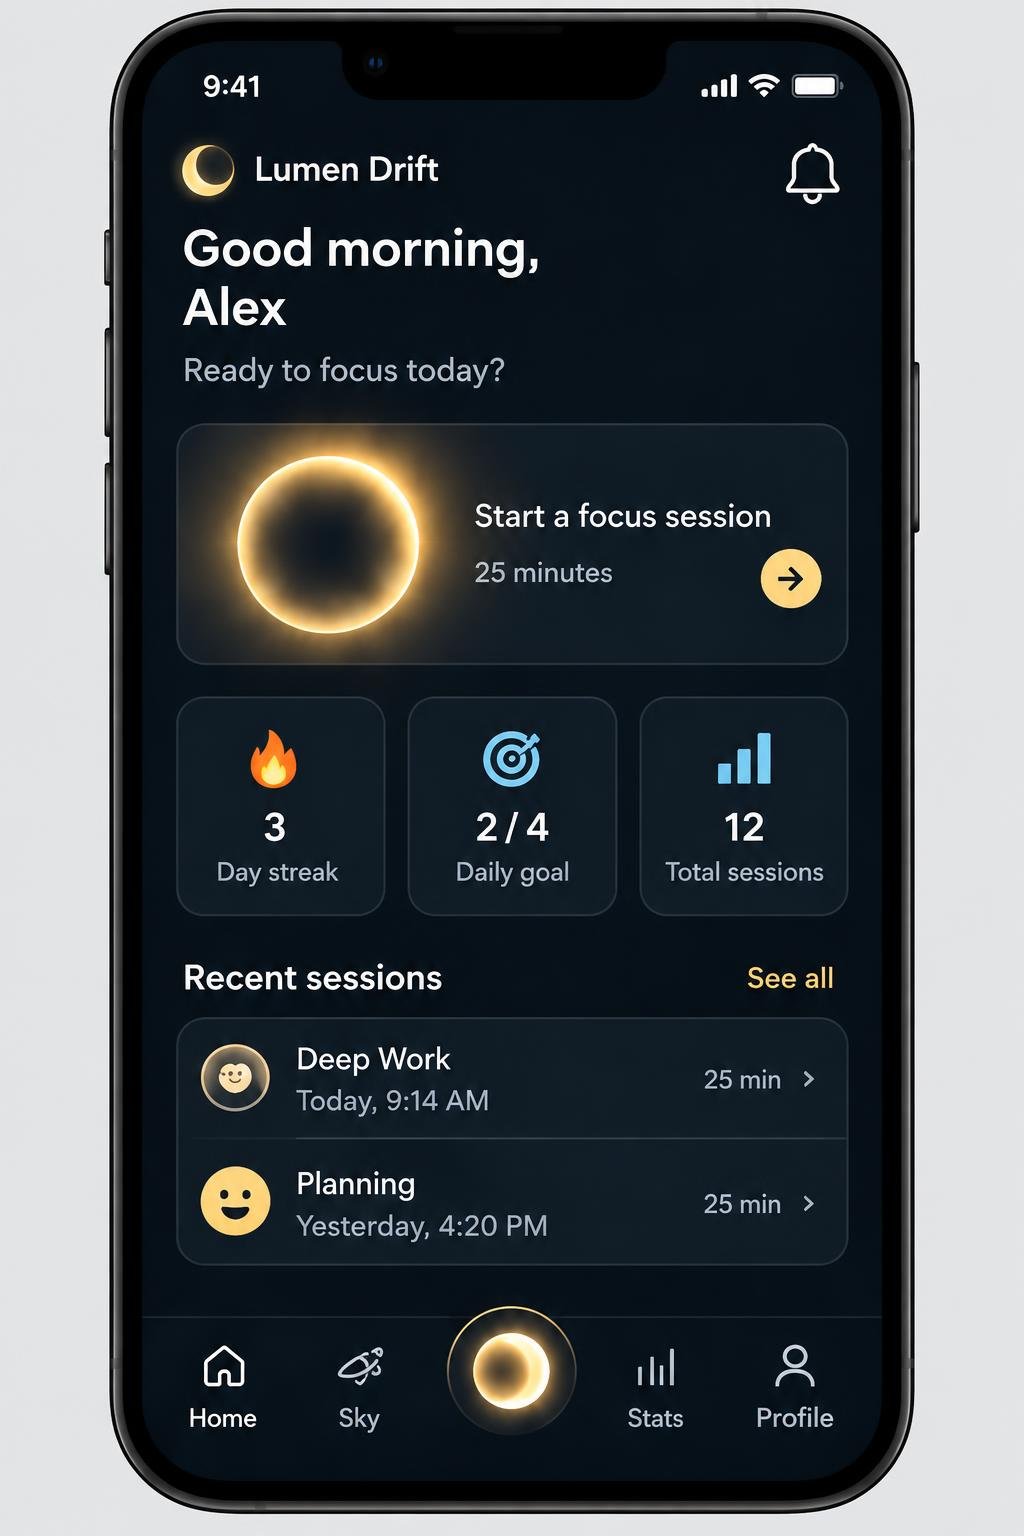 9:41
Lumen Drift
Good morning,
Alex
Ready to focus today?
Start a focus session
25 minutes
3
Day streak
2 / 4
Daily goal
12
Total sessions
Recent sessions
See all
Deep Work
Today, 9:14 AM
25 min
Planning
Yesterday, 4:20 PM
25 min
Home
Sky
Stats
Profile